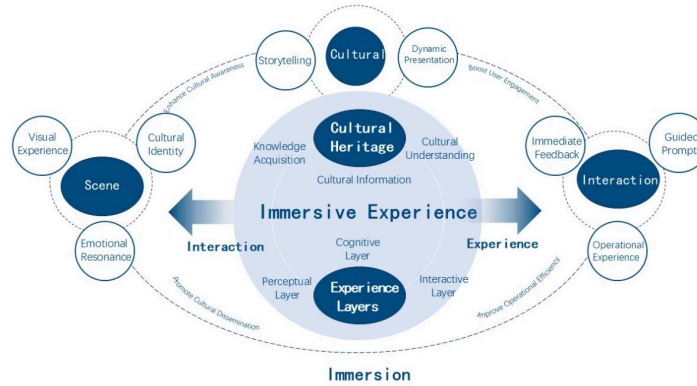 Cultural
Storytelling
Dynamic
Presentation
Enhance Cultural Awareness
Boost User Engagement
Visual
Experience
Cultural
Identity
Scene
Emotional
Resonance
Cultural
Heritage
Knowledge
Acquisition
Cultural
Understanding
Cultural Information
Immersive Experience
Interaction
Experience
Cognitive
Layer
Perceptual
Layer
Interactive
Layer
Experience
Layers
Immediate
Feedback
Guided
Prompt
Interaction
Operational
Experience
Promote Cultural Dissemination
Improve Operational Efficiency
Immersion